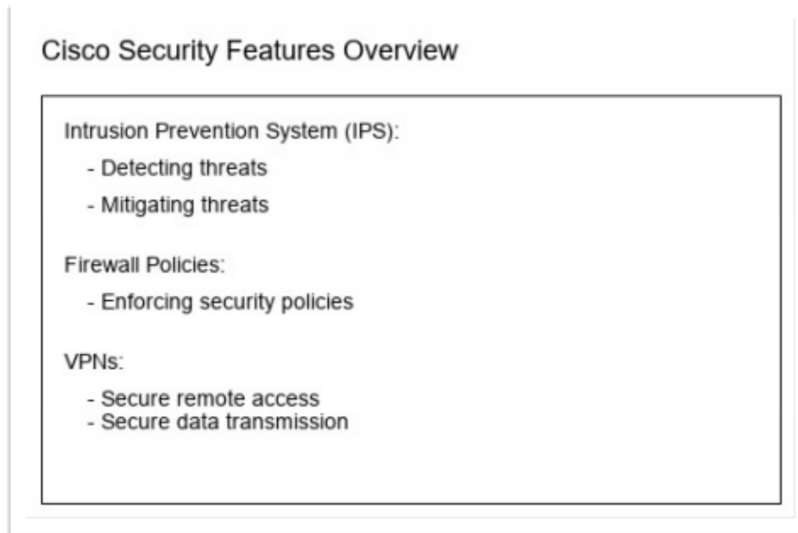 Cisco Security Features Overview
Intrusion Prevention System (IPS):
- Detecting threats
- Mitigating threats
Firewall Policies:
- Enforcing security policies
VPNs:
- Secure remote access
- Secure data transmission